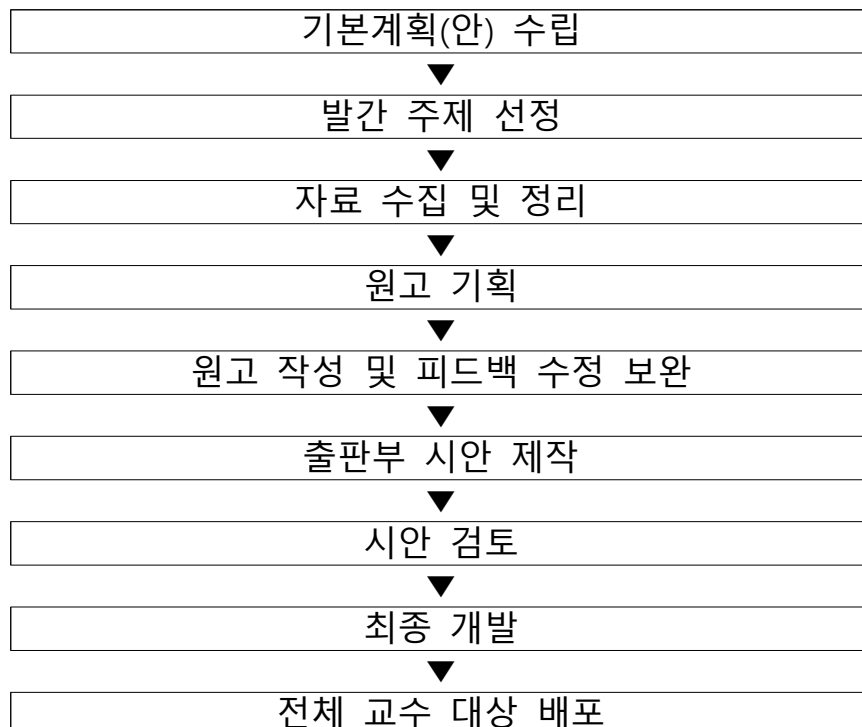 기본계획(안) 수립
▼
발간 주제 선정
▼
자료 수집 및 정리
▼
원고 기획
▼
원고 작성 및 피드백 수정 보완
▼
출판부 시안 제작
▼
시안 검토
▼
최종 개발
▼
전체 교수 대상 배포